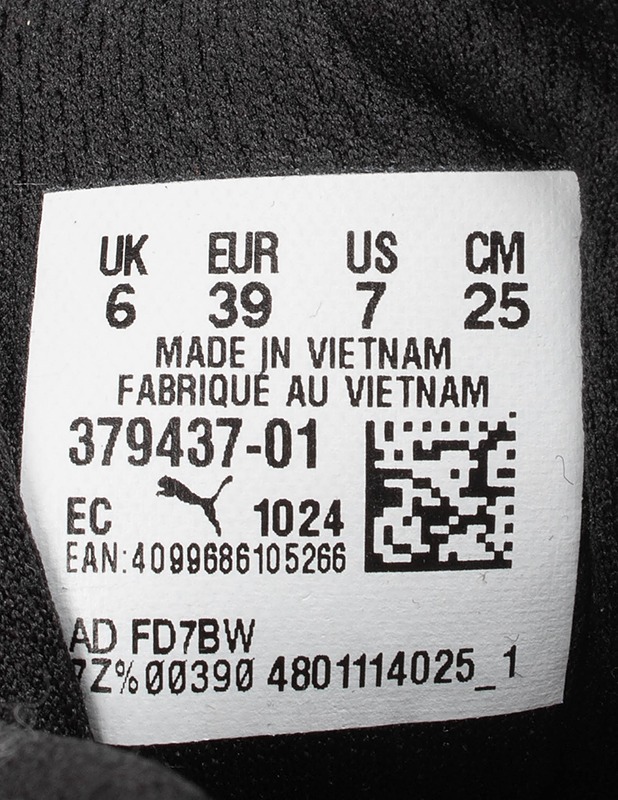 UK EUR US CM
6 39 7 25
MADE IN VIETNAM
FABRIQUÉ AU VIETNAM
379437-01
EC 1024
EAN:4099686105266
AD FD7BW
7Z%00390 4801114025_1